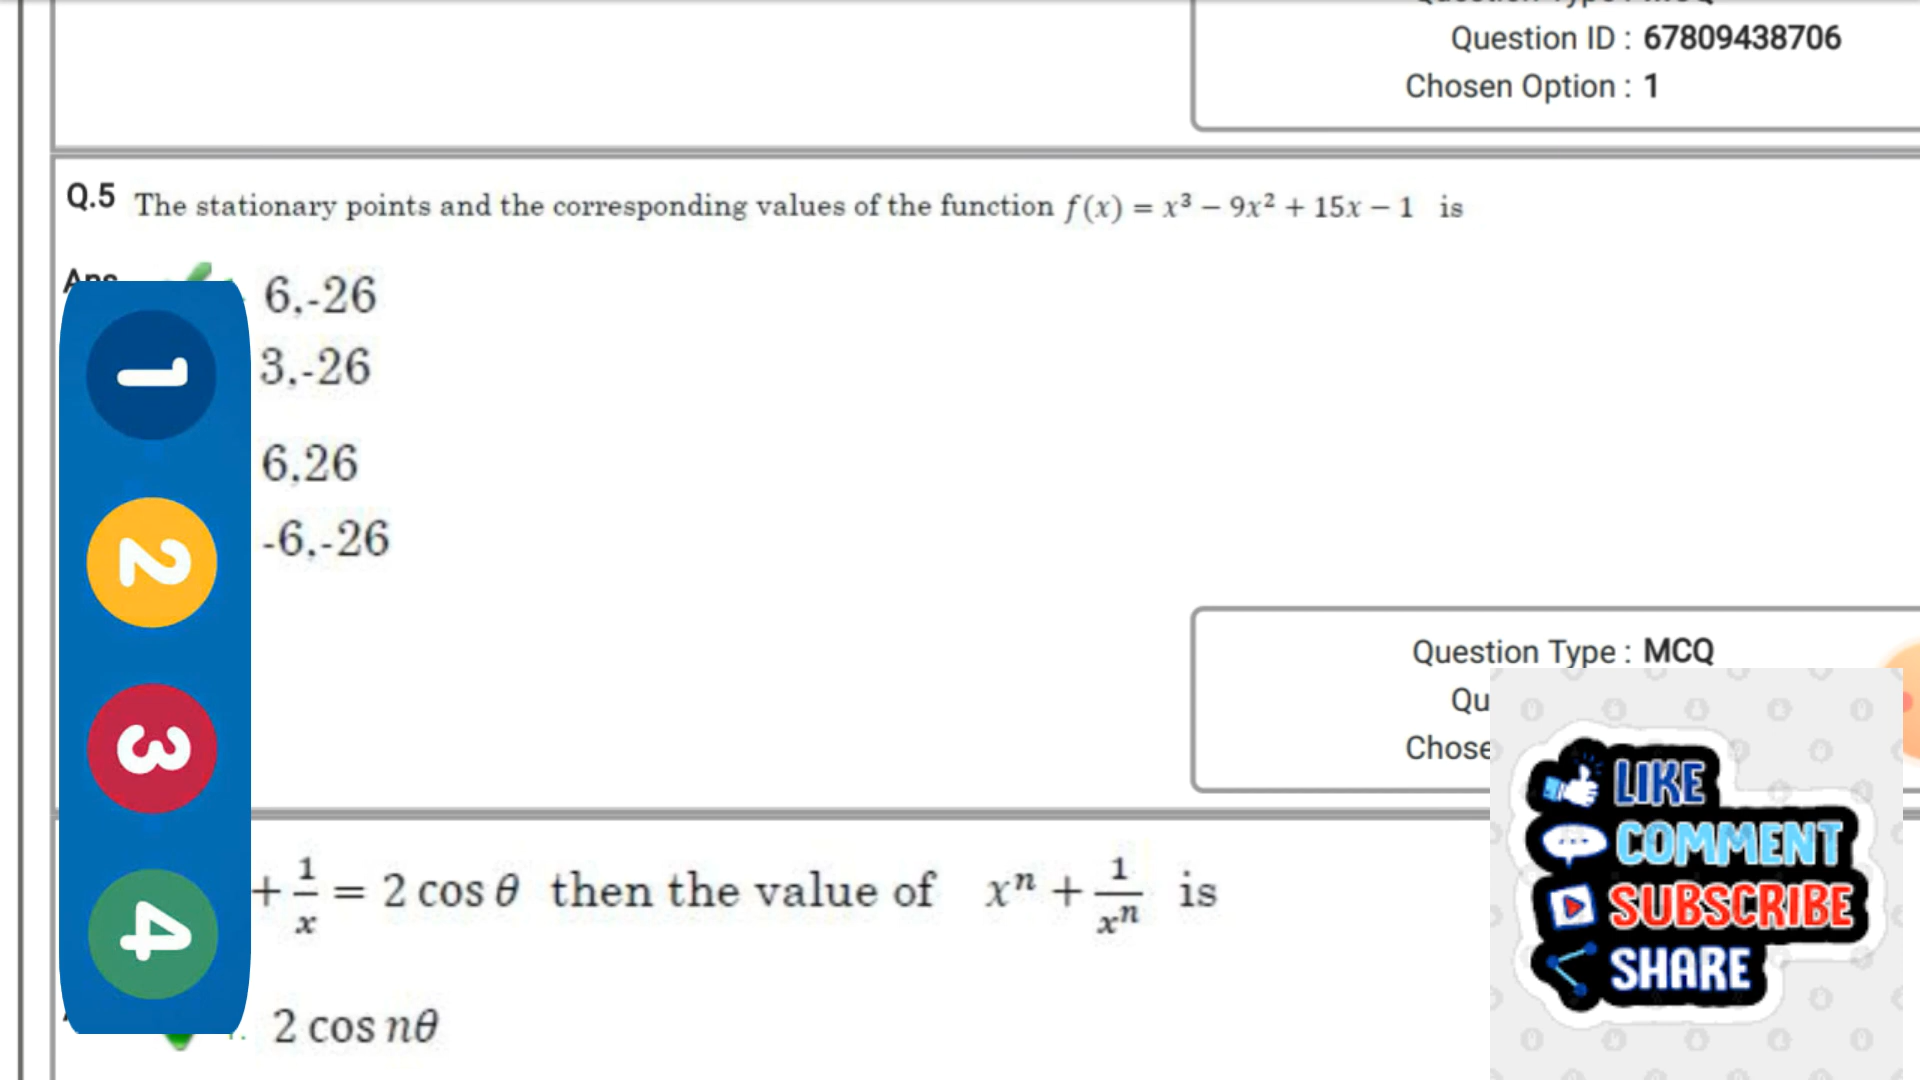 Question ID : 67809438706
Chosen Option : 1
Q.5 The stationary points and the corresponding values of the function f(x) = x³ − 9x² + 15x − 1 is
Ans
6,-26
3,-26
6,26
-6,-26
1
2
3
4
Question Type : MCQ
Qu
Chose
+ 1/x = 2 cos θ then the value of xⁿ + 1/xⁿ is
2 cos nθ
LIKE
COMMENT
SUBSCRIBE
SHARE